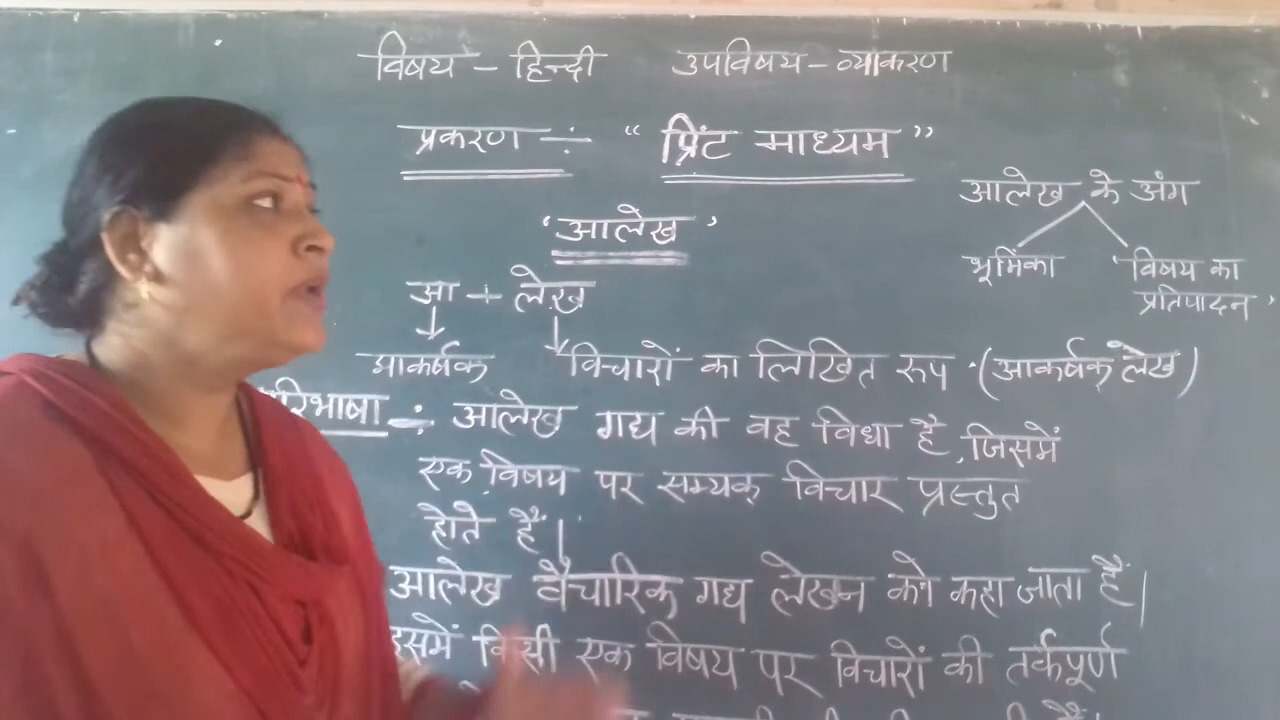 विषय - हिन्दी उपविषय - व्याकरण
प्रकरण ÷ “ प्रिंट माध्यम ”
‘आलेख’
आ + लेख
↓ ↓
आकर्षक विचारों का लिखित रूप (आकर्षक लेख)
आलेख के अंग
भूमिका विषय का
प्रतिपादन
रिभाषा ÷ आलेख गद्य की वह विधा है, जिसमें
एक विषय पर सम्यक् विचार प्रस्तुत
होते हैं।
आलेख वैचारिक गद्य लेखन को कहा जाता है।
इसमें किसी एक विषय पर विचारों की तर्कपूर्ण